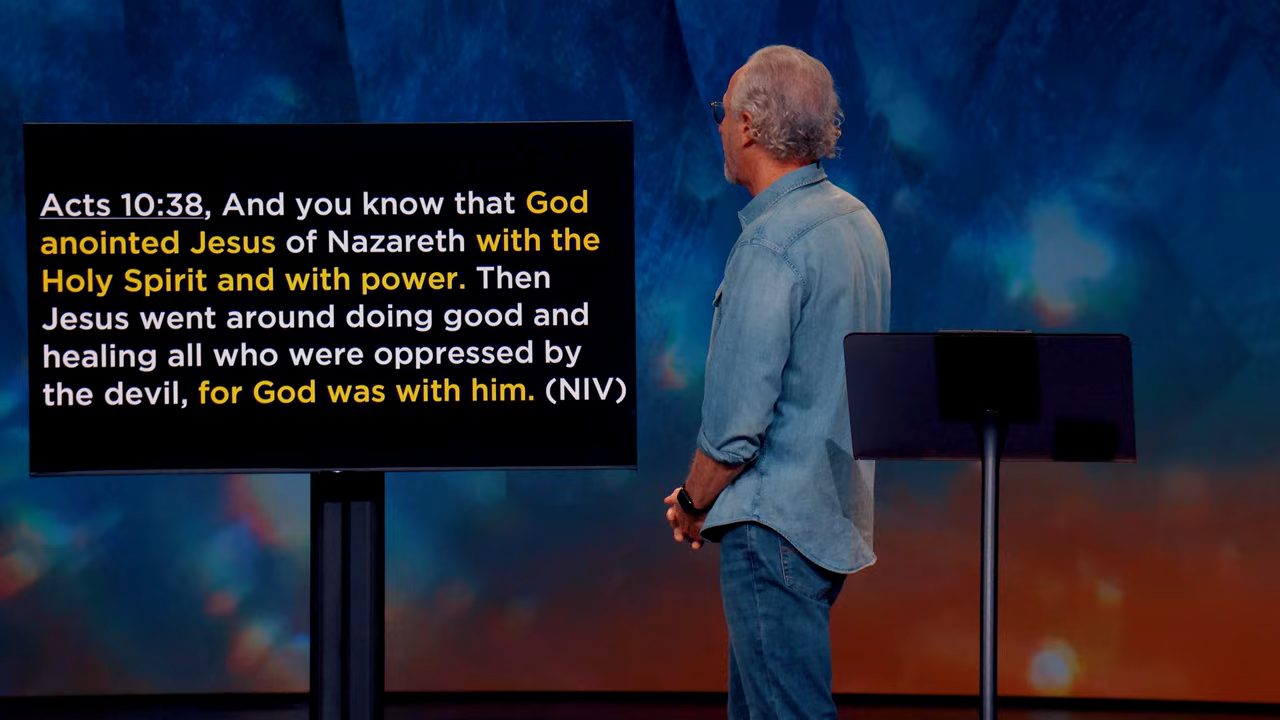 Acts 10:38, And you know that God
anointed Jesus of Nazareth with the
Holy Spirit and with power. Then
Jesus went around doing good and
healing all who were oppressed by
the devil, for God was with him. (NIV)